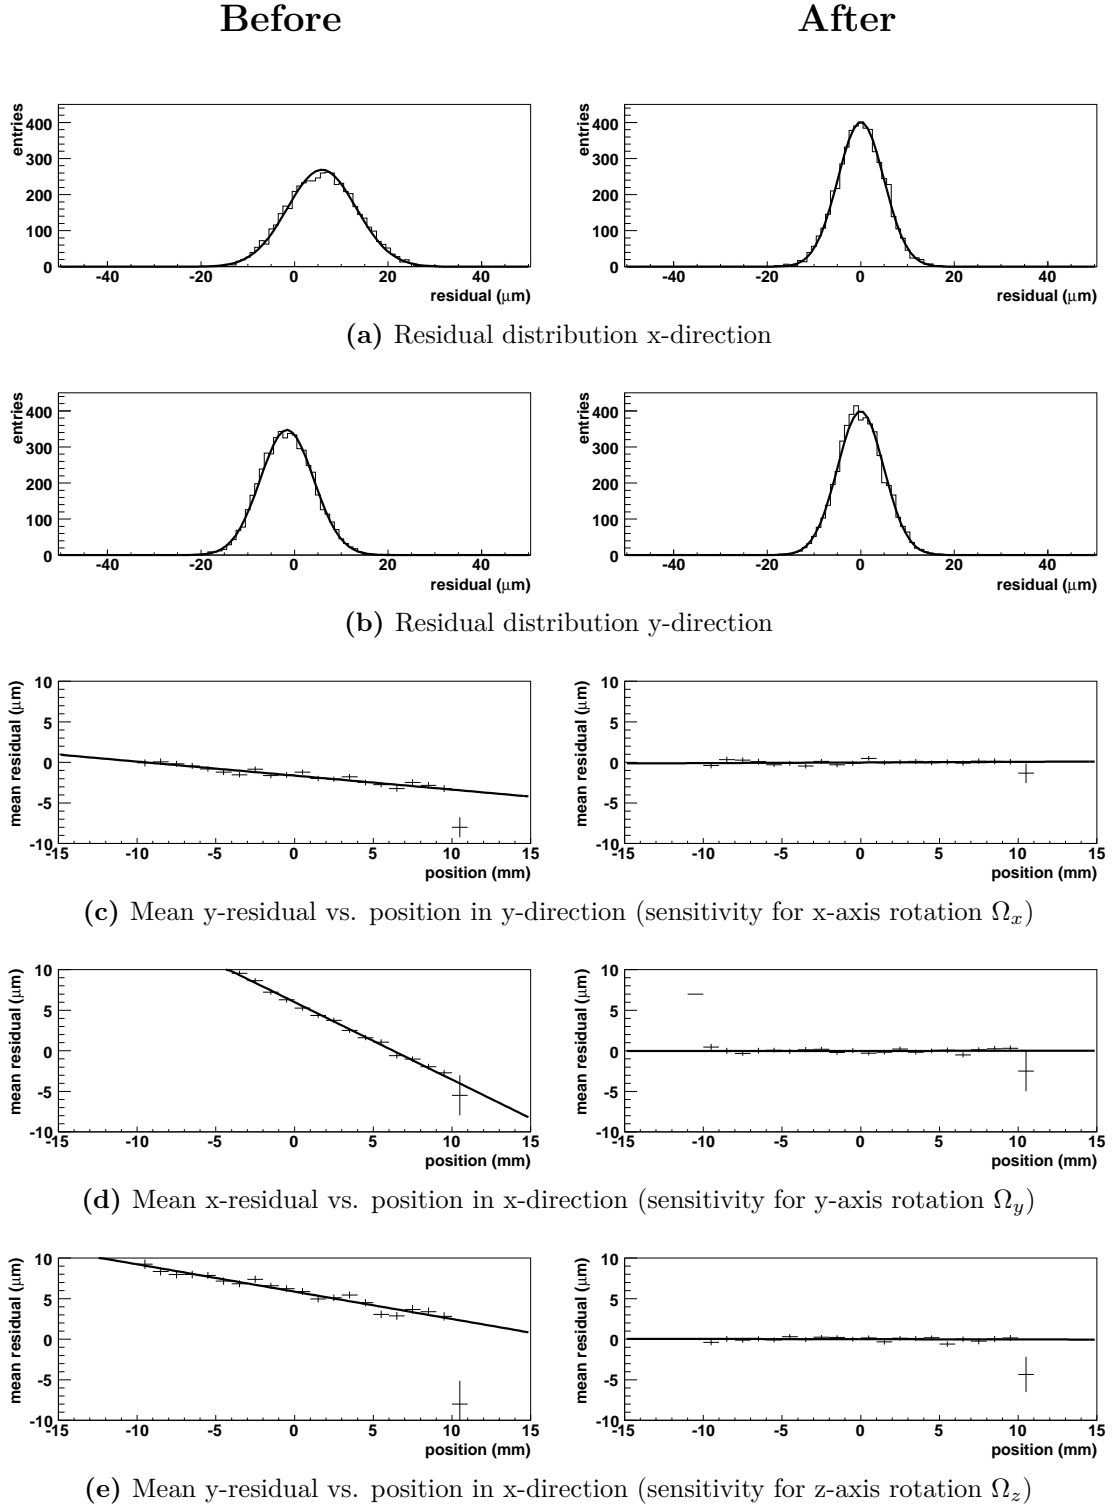 Before After
entries 400 300 200 100 0 -40 -20 0 20 40 residual (μm)
entries 400 300 200 100 0 -40 -20 0 20 40 residual (μm)
(a) Residual distribution x-direction
entries 400 300 200 100 0 -40 -20 0 20 40 residual (μm)
entries 400 300 200 100 0 -40 -20 0 20 40 residual (μm)
(b) Residual distribution y-direction
mean residual (μm) 10 5 0 -5 -10 -15 -10 -5 0 5 10 15 position (mm)
mean residual (μm) 10 5 0 -5 -10 -15 -10 -5 0 5 10 15 position (mm)
(c) Mean y-residual vs. position in y-direction (sensitivity for x-axis rotation Ωx)
mean residual (μm) 10 5 0 -5 -10 -15 -10 -5 0 5 10 15 position (mm)
mean residual (μm) 10 5 0 -5 -10 -15 -10 -5 0 5 10 15 position (mm)
(d) Mean x-residual vs. position in x-direction (sensitivity for y-axis rotation Ωy)
mean residual (μm) 10 5 0 -5 -10 -15 -10 -5 0 5 10 15 position (mm)
mean residual (μm) 10 5 0 -5 -10 -15 -10 -5 0 5 10 15 position (mm)
(e) Mean y-residual vs. position in x-direction (sensitivity for z-axis rotation Ωz)